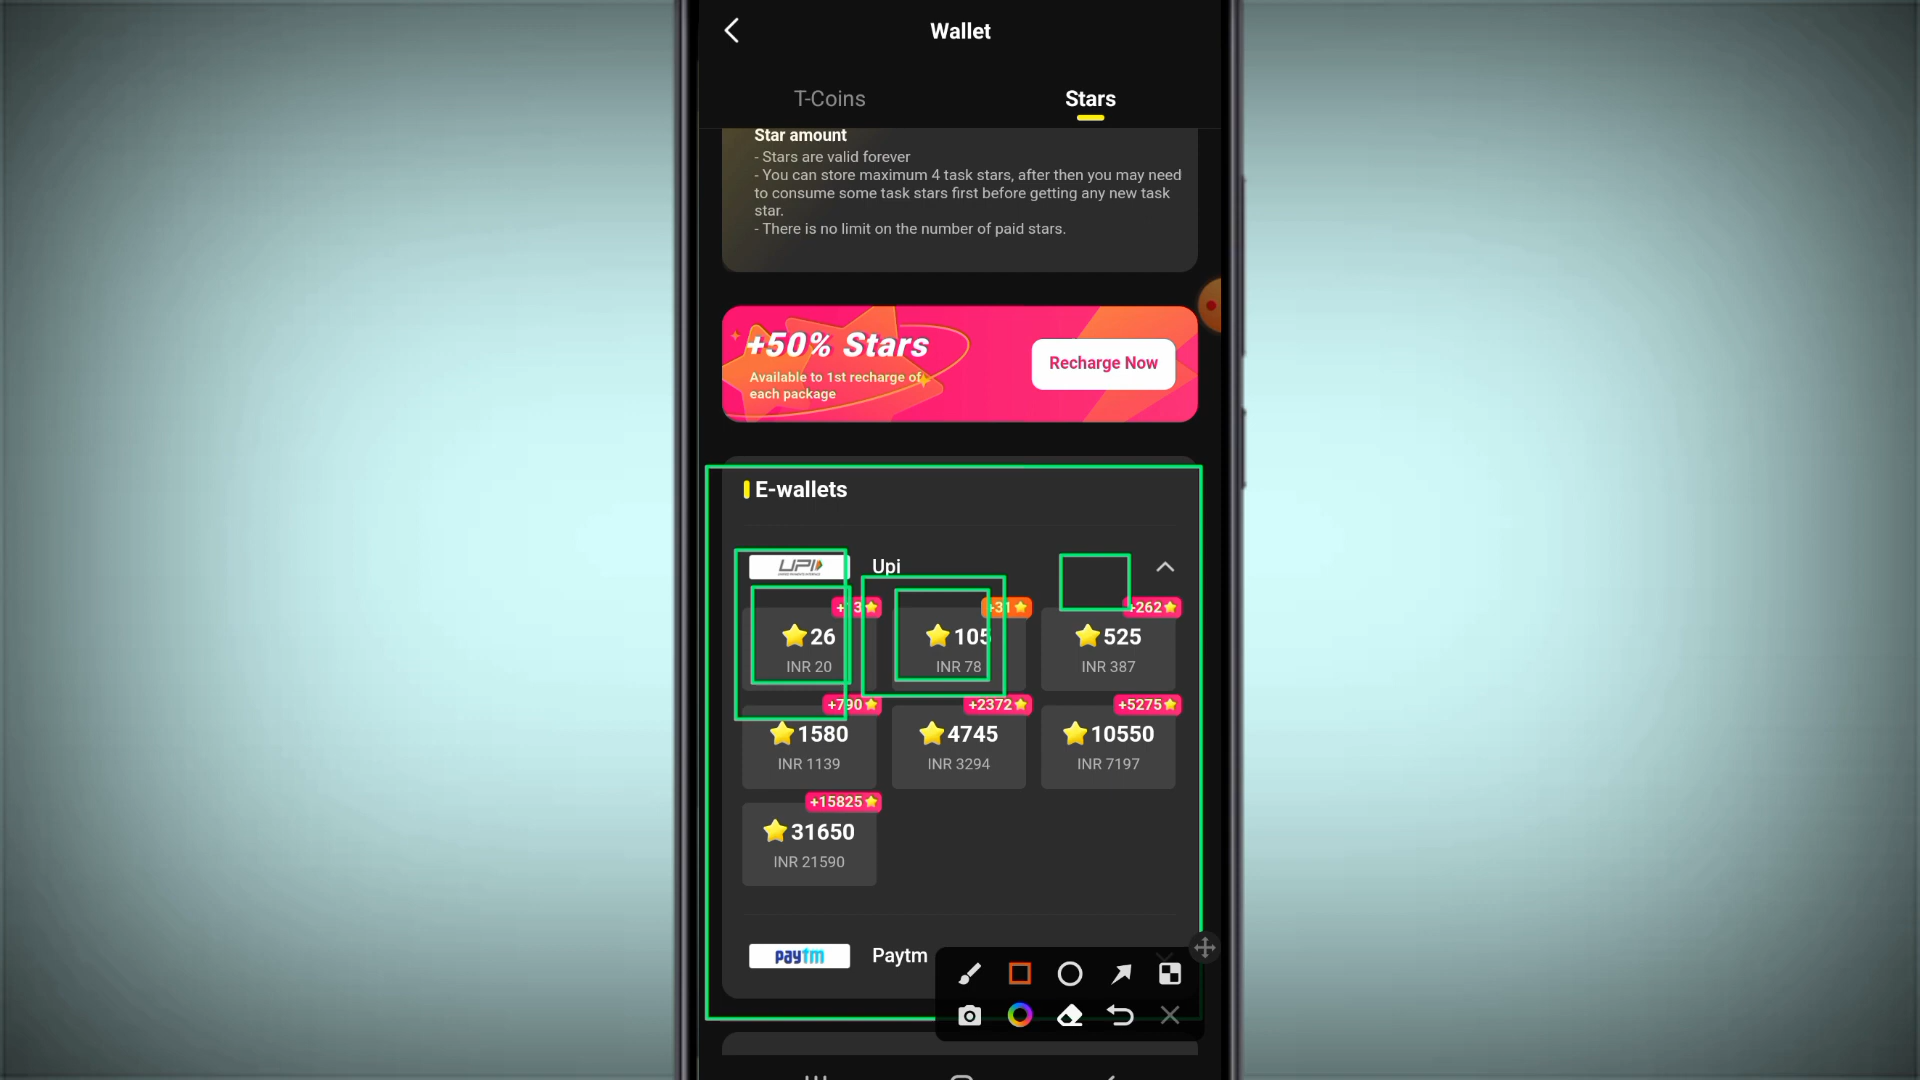 Wallet
T-Coins
Stars
Star amount
- Stars are valid forever
- You can store maximum 4 task stars, after then you may need
to consume some task stars first before getting any new task
star.
- There is no limit on the number of paid stars.
+50% Stars
Available to 1st recharge of
each package
Recharge Now
E-wallets
UPI
Upi
+13
+31
+262
26
105
525
INR 20
INR 78
INR 387
+790
+2372
+5275
1580
4745
10550
INR 1139
INR 3294
INR 7197
+15825
31650
INR 21590
paytm
Paytm